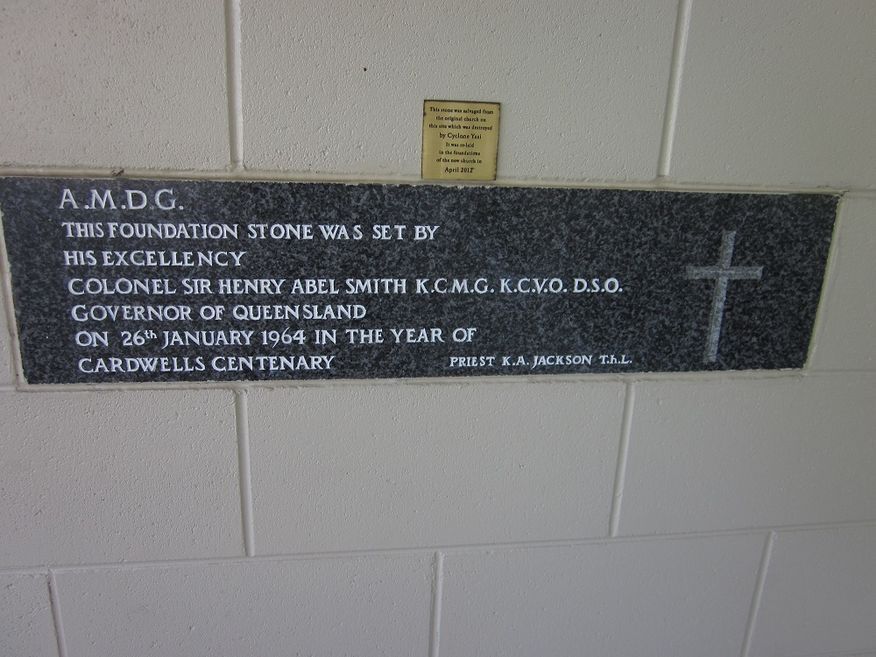 This stone was salvaged from
the original church on
this site which was destroyed
by Cyclone Yasi
It was re-laid
in the foundations
of the new church in
April 2012
A.M.D.G.
THIS FOUNDATION STONE WAS SET BY
HIS EXCELLENCY
COLONEL SIR HENRY ABEL SMITH K.C.M.G. K.C.V.O. D.S.O.
GOVERNOR OF QUEENSLAND
ON 26th JANUARY 1964 IN THE YEAR OF
CARDWELLS CENTENARY PRIEST K.A. JACKSON T.h.L.